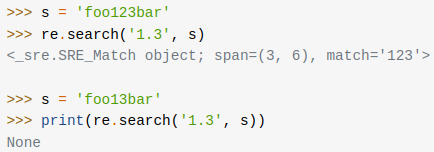 >>> s = 'foo123bar'
>>> re.search('1.3', s)
<_sre.SRE_Match object; span=(3, 6), match='123'>
>>> s = 'foo13bar'
>>> print(re.search('1.3', s))
None